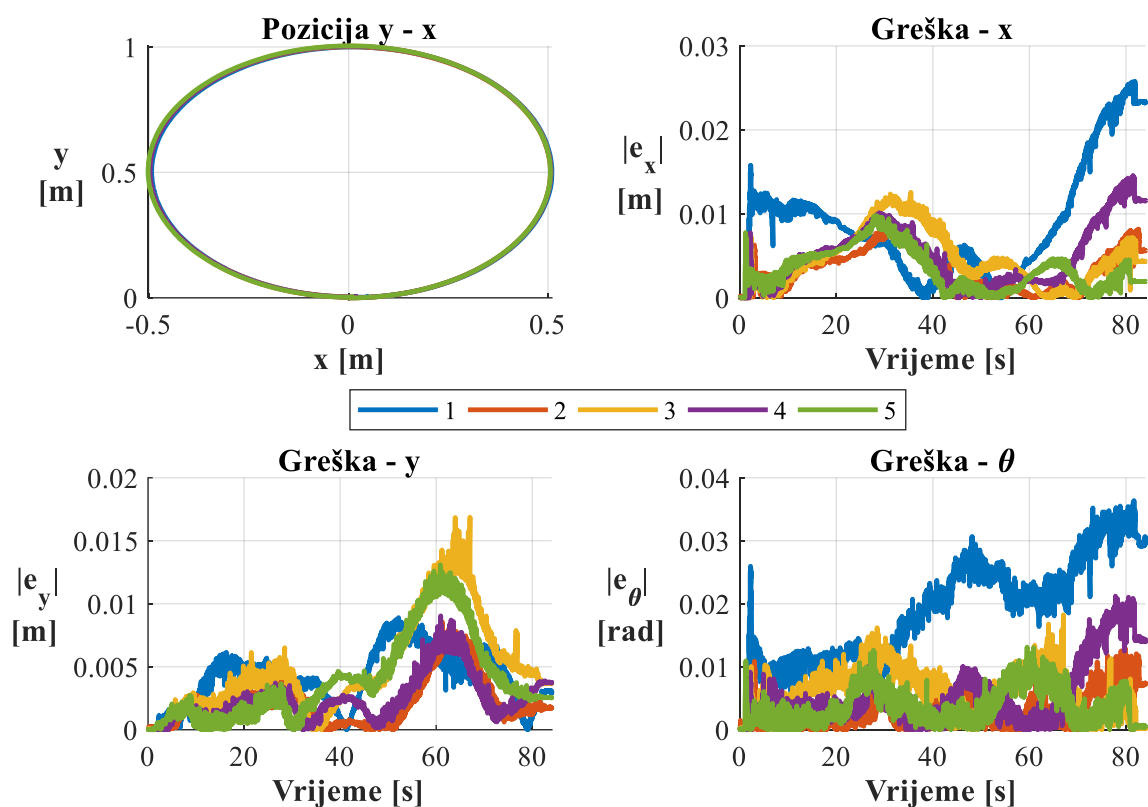 Pozicija y - x
1
0.5
0
y
[m]
-0.5
0
0.5
x [m]
Greška - x
0.03
0.02
0.01
0
|e_x|
[m]
0
20
40
60
80
Vrijeme [s]
1
2
3
4
5
Greška - y
0.02
0.015
0.01
0.005
0
|e_y|
[m]
0
20
40
60
80
Vrijeme [s]
Greška - θ
0.04
0.03
0.02
0.01
0
|e_θ|
[rad]
0
20
40
60
80
Vrijeme [s]